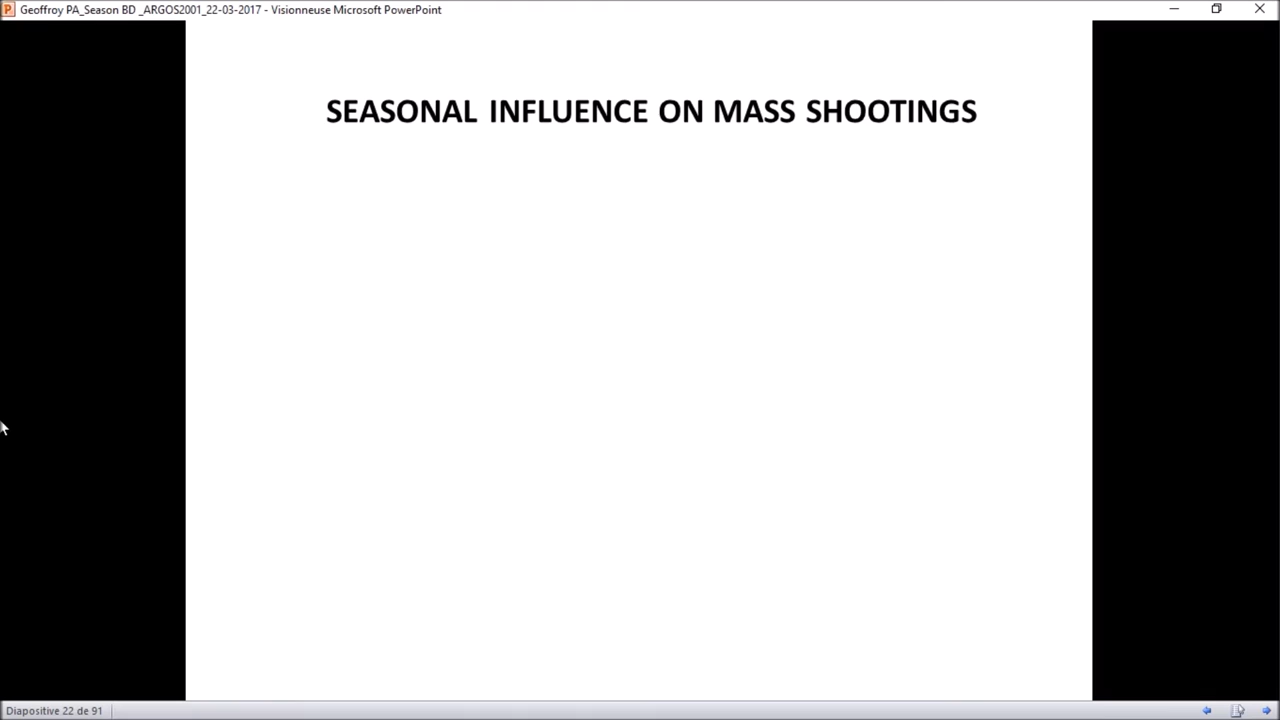 Geoffroy PA_Season BD _ARGOS2001_22-03-2017 - Visionneuse Microsoft PowerPoint
SEASONAL INFLUENCE ON MASS SHOOTINGS
Diapositive 22 de 91